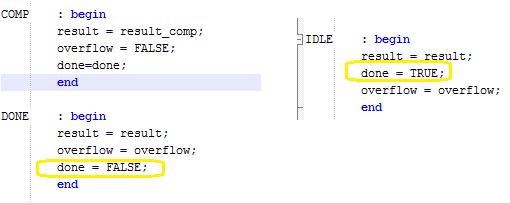 COMP : begin
result = result_comp;
overflow = FALSE;
done=done;
end
DONE : begin
result = result;
overflow = overflow;
done = FALSE;
end
IDLE : begin
result = result;
done = TRUE;
overflow = overflow;
end